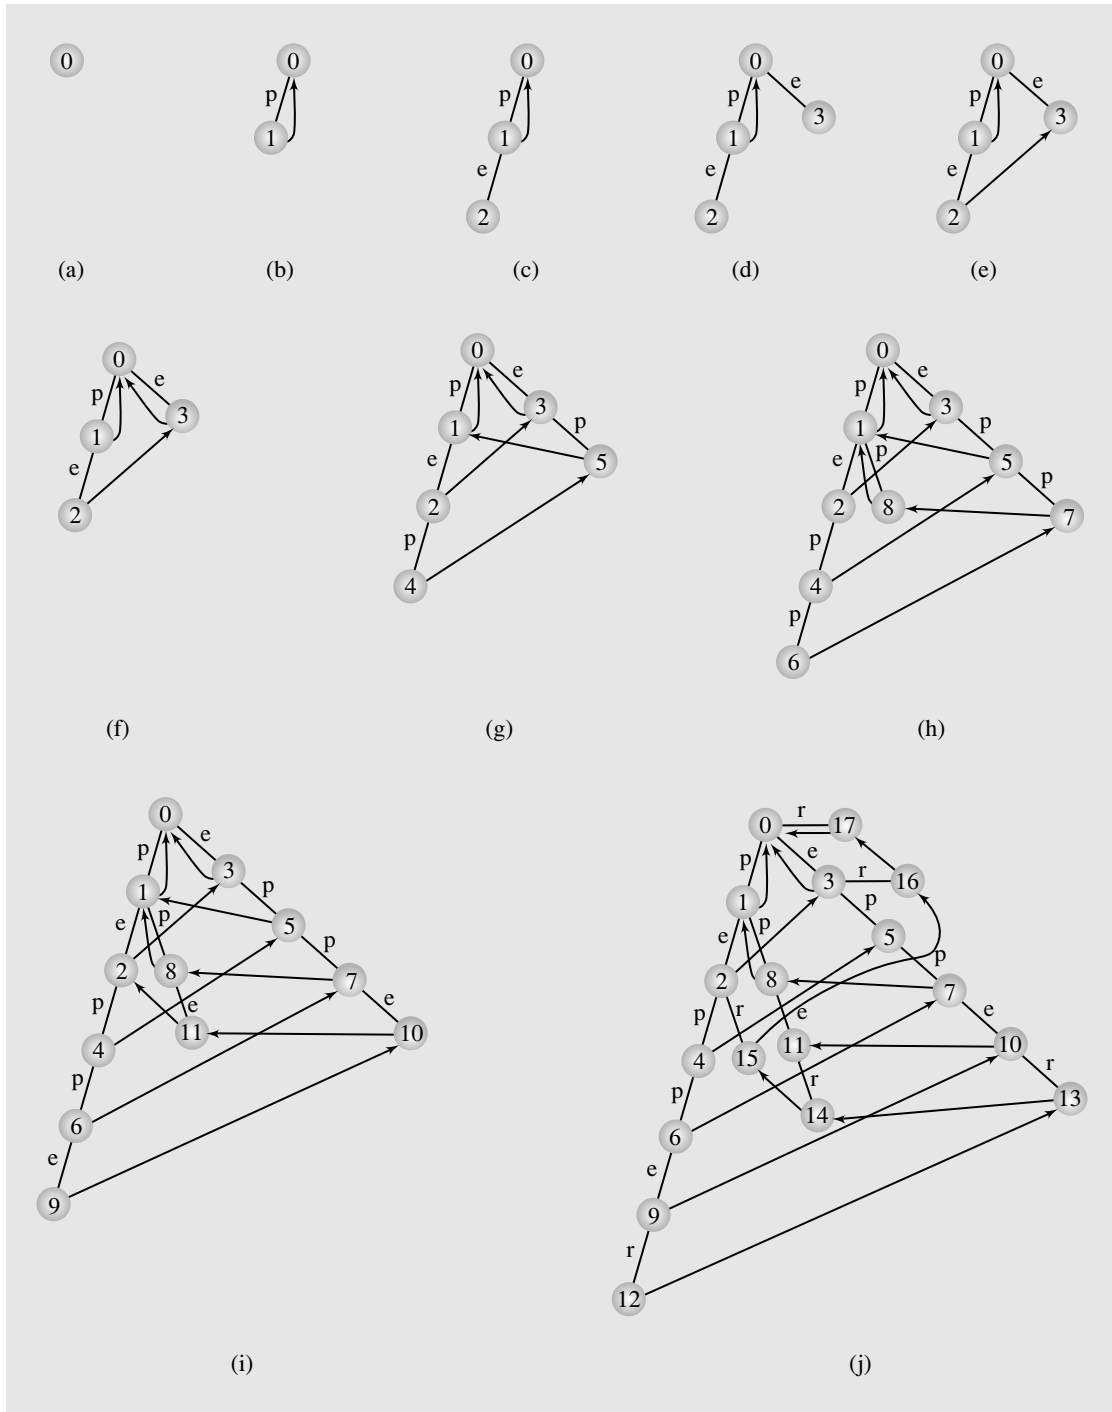 0 0 0 0 0
p p p e p e
1 1 1 3 1 3
e e e
2 2 2
(a) (b) (c) (d) (e)
0 0 0
p e p e p e
1 3 1 3 1 3
e e p e p p
2 2 5 2 8 5
p p p
4 4 7
p
6
(f) (g) (h)
0 0 r 17
p e p e
1 3 1 3 r 16
e p p e p p
2 8 5 2 8 5
p e p p r e p
4 11 7 4 15 11 7
p e p r e
6 10 6 14 10
e e r
9 9 13
r
12
(i) (j)